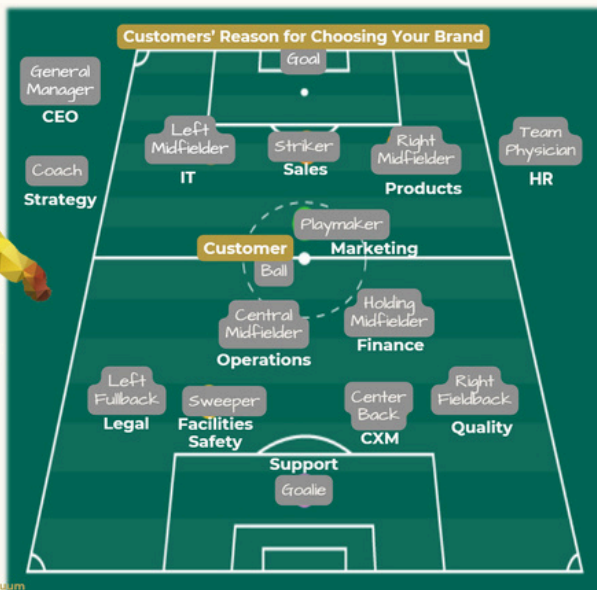 Customers' Reason for Choosing Your Brand
Goal
General
Manager
CEO
Coach
Strategy
Left
Midfielder
IT
Striker
Sales
Right
Midfielder
Products
Team
Physician
HR
Playmaker
Marketing
Customer
Ball
Central
Midfielder
Operations
Holding
Midfielder
Finance
Left
Fullback
Legal
Sweeper
Facilities
Safety
Center
Back
CXM
Right
Fieldback
Quality
Support
Goalie